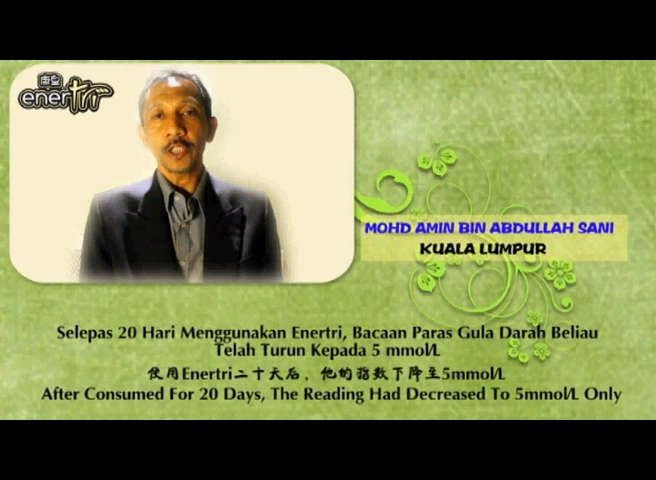 康皇
enertri
MOHD AMIN BIN ABDULLAH SANI
KUALA LUMPUR
Selepas 20 Hari Menggunakan Enertri, Bacaan Paras Gula Darah Beliau
Telah Turun Kepada 5 mmol/L
使用Enertri二十天后、他的指数下降至5mmol/L
After Consumed For 20 Days, The Reading Had Decreased To 5mmol/L Only